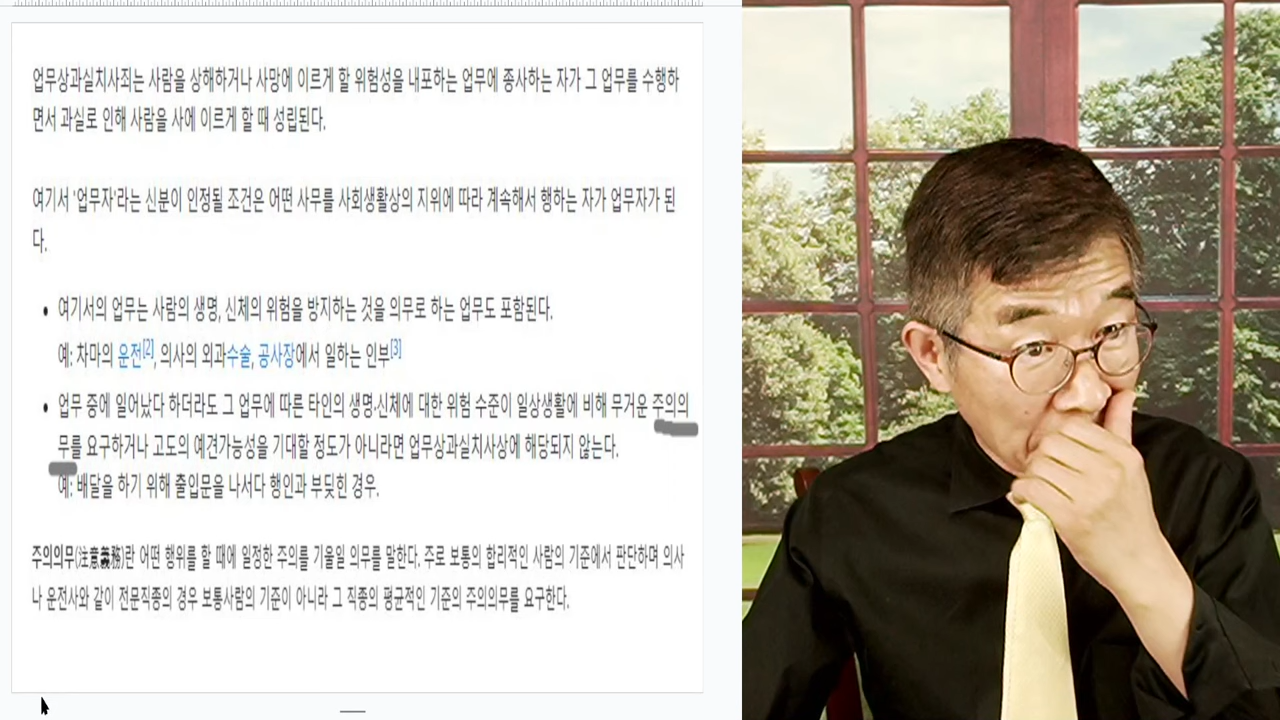 업무상과실치사죄는 사람을 상해하거나 사망에 이르게 할 위험성을 내포하는 업무에 종사하는 자가 그 업무를 수행하
면서 과실로 인해 사람을 사에 이르게 할 때 성립된다.
여기서 '업무자'라는 신분이 인정될 조건은 어떤 사무를 사회생활상의 지위에 따라 계속해서 행하는 자가 업무자가 된
다.
• 여기서의 업무는 사람의 생명, 신체의 위험을 방지하는 것을 의무로 하는 업무도 포함된다.
예: 차마의 운전[2], 의사의 외과수술, 공사장에서 일하는 인부[3]
• 업무 중에 일어났다 하더라도 그 업무에 따른 타인의 생명·신체에 대한 위험 수준이 일상생활에 비해 무거운 주의의
무를 요구하거나 고도의 예견가능성을 기대할 정도가 아니라면 업무상과실치사상에 해당되지 않는다.
예: 배달을 하기 위해 출입문을 나서다 행인과 부딪힌 경우.
주의의무(注意義務)란 어떤 행위를 할 때에 일정한 주의를 기울일 의무를 말한다. 주로 보통의 합리적인 사람의 기준에서 판단하며 의사
나 운전사와 같이 전문직종의 경우 보통사람의 기준이 아니라 그 직종의 평균적인 기준의 주의의무를 요구한다.